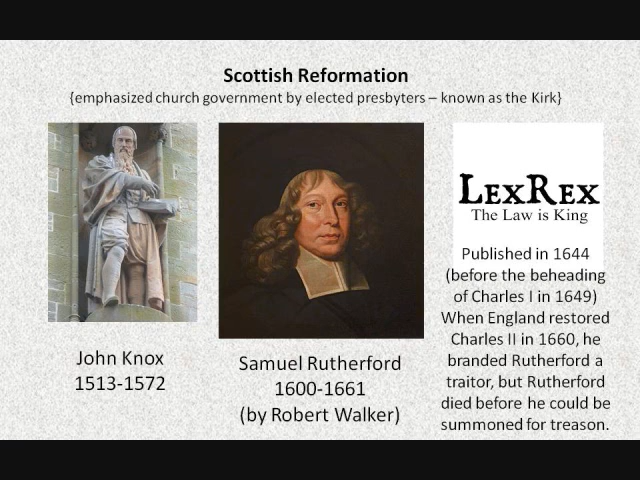 Scottish Reformation
{emphasized church government by elected presbyters – known as the Kirk}
LEXREX
The Law is King
Published in 1644
(before the beheading
of Charles I in 1649)
When England restored
Charles II in 1660, he
branded Rutherford a
traitor, but Rutherford
died before he could be
summoned for treason.
John Knox
1513-1572
Samuel Rutherford
1600-1661
(by Robert Walker)